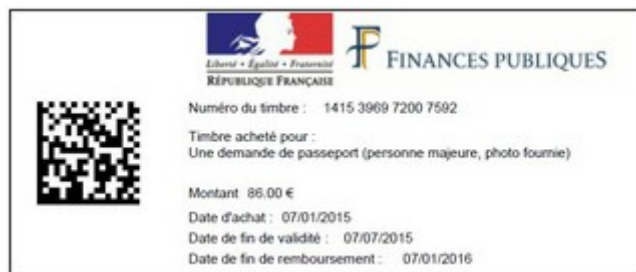 Liberté • Égalité • Fraternité
RÉPUBLIQUE FRANÇAISE
FINANCES PUBLIQUES
Numéro du timbre : 1415 3969 7200 7592
Timbre acheté pour :
Une demande de passeport (personne majeure, photo fournie)
Montant 86.00 €
Date d'achat : 07/01/2015
Date de fin de validité : 07/07/2015
Date de fin de remboursement : 07/01/2016